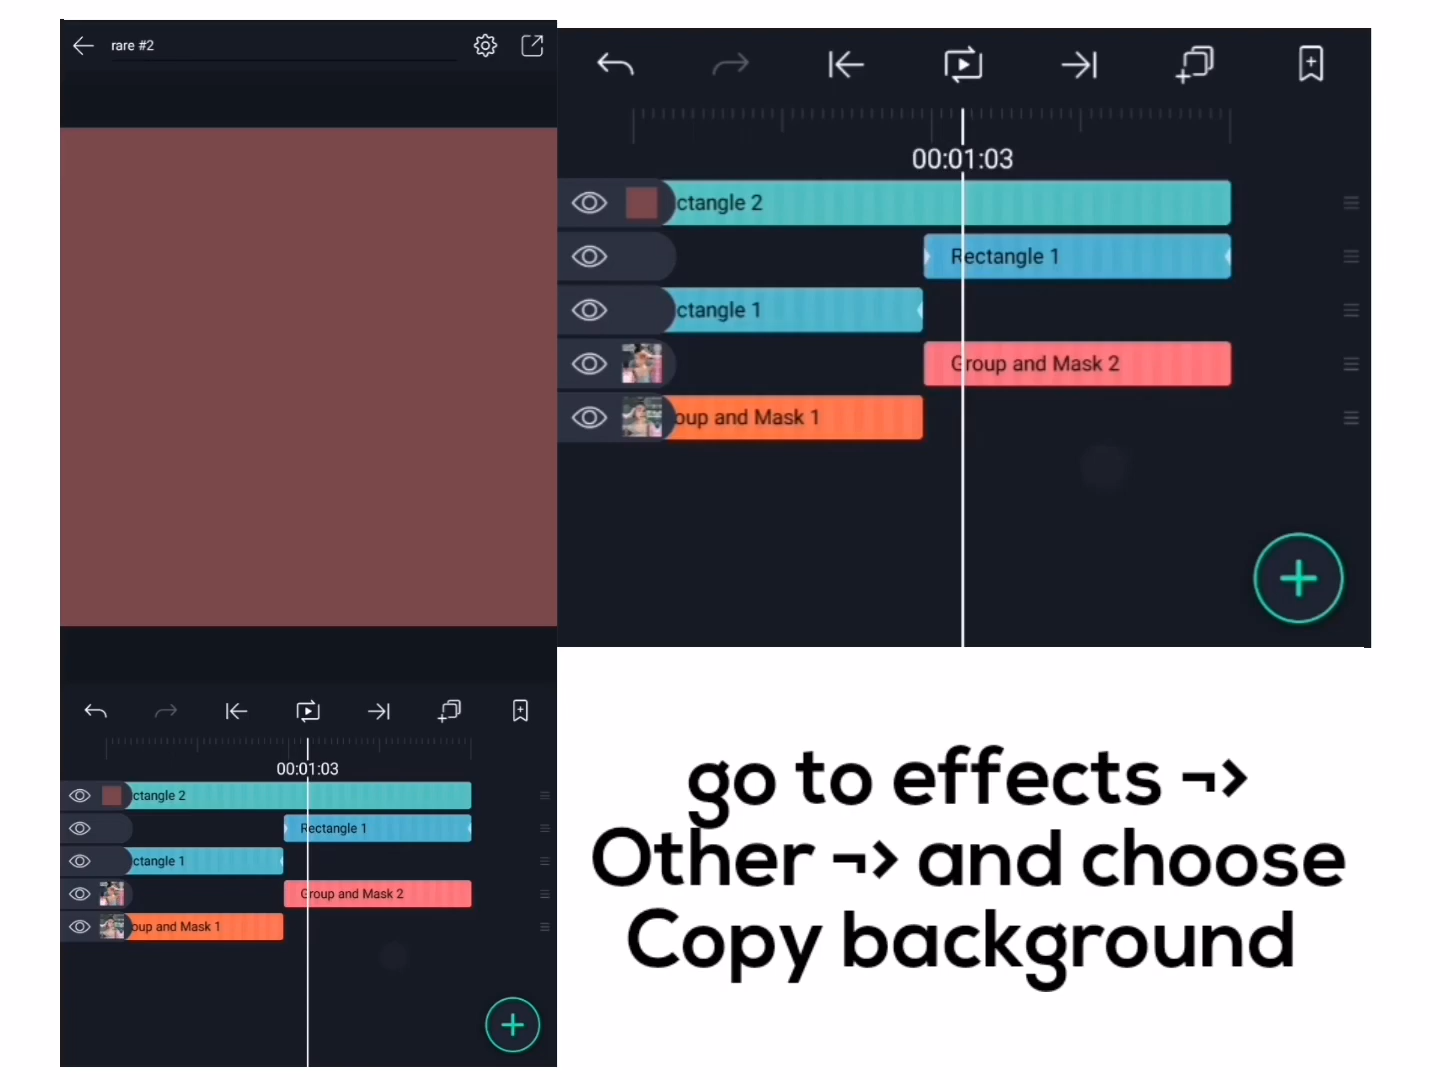 rare #2
00:01:03
ctangle 2
Rectangle 1
ctangle 1
Group and Mask 2
oup and Mask 1
00:01:03
ctangle 2
Rectangle 1
ctangle 1
Group and Mask 2
oup and Mask 1
go to effects ¬>
Other ¬> and choose
Copy background